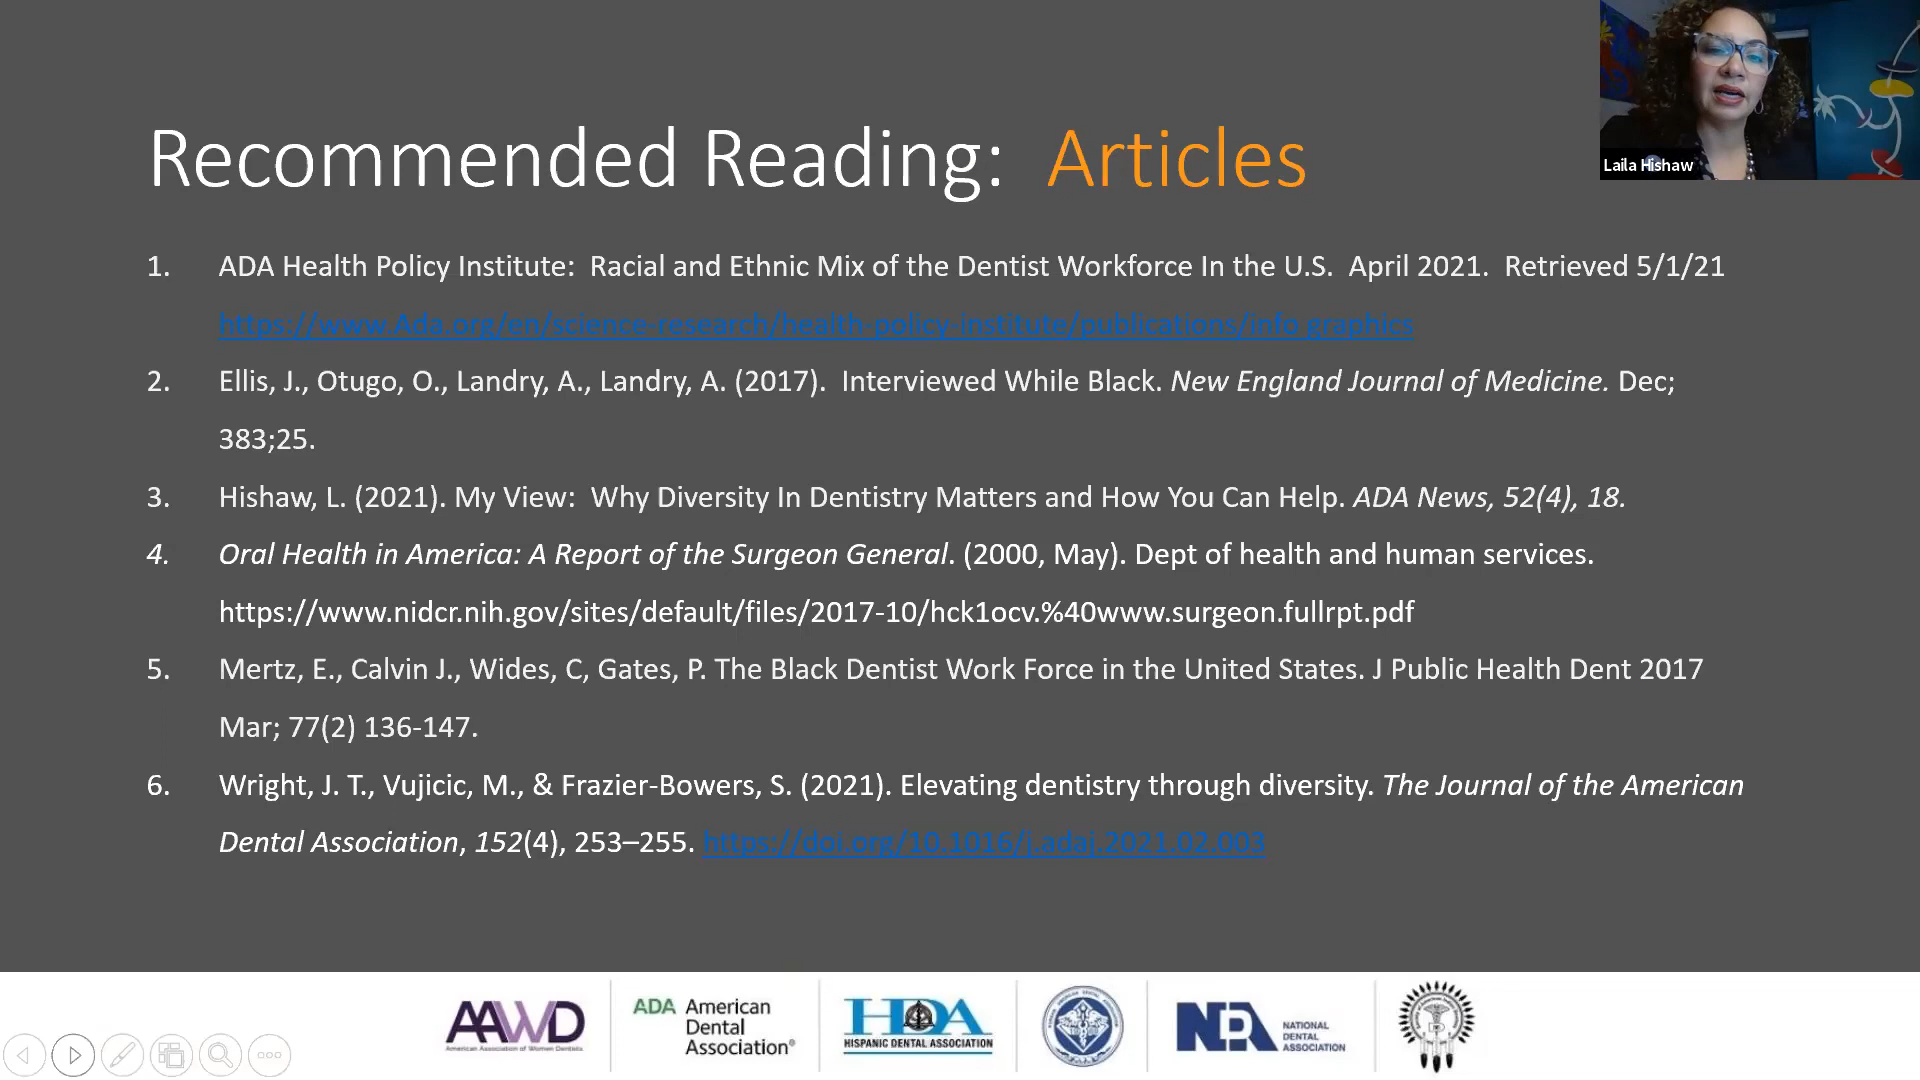 Recommended Reading: Articles
Laila Hishaw
1. ADA Health Policy Institute: Racial and Ethnic Mix of the Dentist Workforce In the U.S. April 2021. Retrieved 5/1/21
https://www.Ada.org/en/science-research/health-policy-institute/publications/info graphics
2. Ellis, J., Otugo, O., Landry, A., Landry, A. (2017). Interviewed While Black. New England Journal of Medicine. Dec;
383;25.
3. Hishaw, L. (2021). My View: Why Diversity In Dentistry Matters and How You Can Help. ADA News, 52(4), 18.
4. Oral Health in America: A Report of the Surgeon General. (2000, May). Dept of health and human services.
https://www.nidcr.nih.gov/sites/default/files/2017-10/hck1ocv.%40www.surgeon.fullrpt.pdf
5. Mertz, E., Calvin J., Wides, C, Gates, P. The Black Dentist Work Force in the United States. J Public Health Dent 2017
Mar; 77(2) 136-147.
6. Wright, J. T., Vujicic, M., & Frazier-Bowers, S. (2021). Elevating dentistry through diversity. The Journal of the American
Dental Association, 152(4), 253–255. https://doi.org/10.1016/j.adaj.2021.02.003
AAWD
American Association of Women Dentists
ADA American
Dental
Association®
HDA
HISPANIC DENTAL ASSOCIATION
NDA
NATIONAL
DENTAL
ASSOCIATION